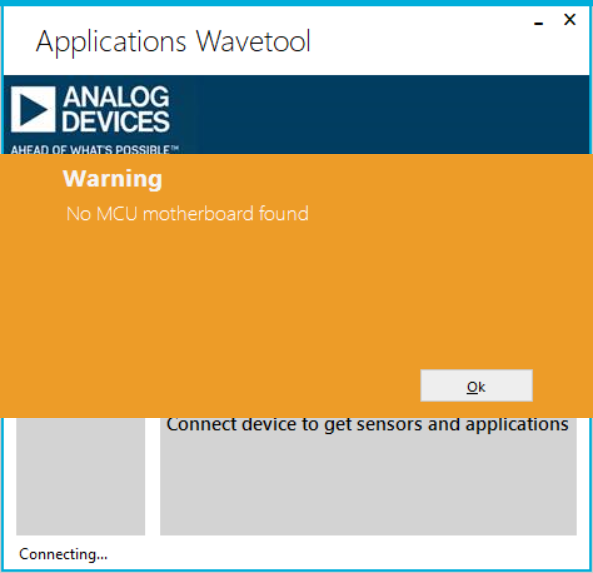 Applications Wavetool
ANALOG
DEVICES
AHEAD OF WHAT'S POSSIBLE™
Warning
No MCU motherboard found
Ok
Connect device to get sensors and applications
Connecting...